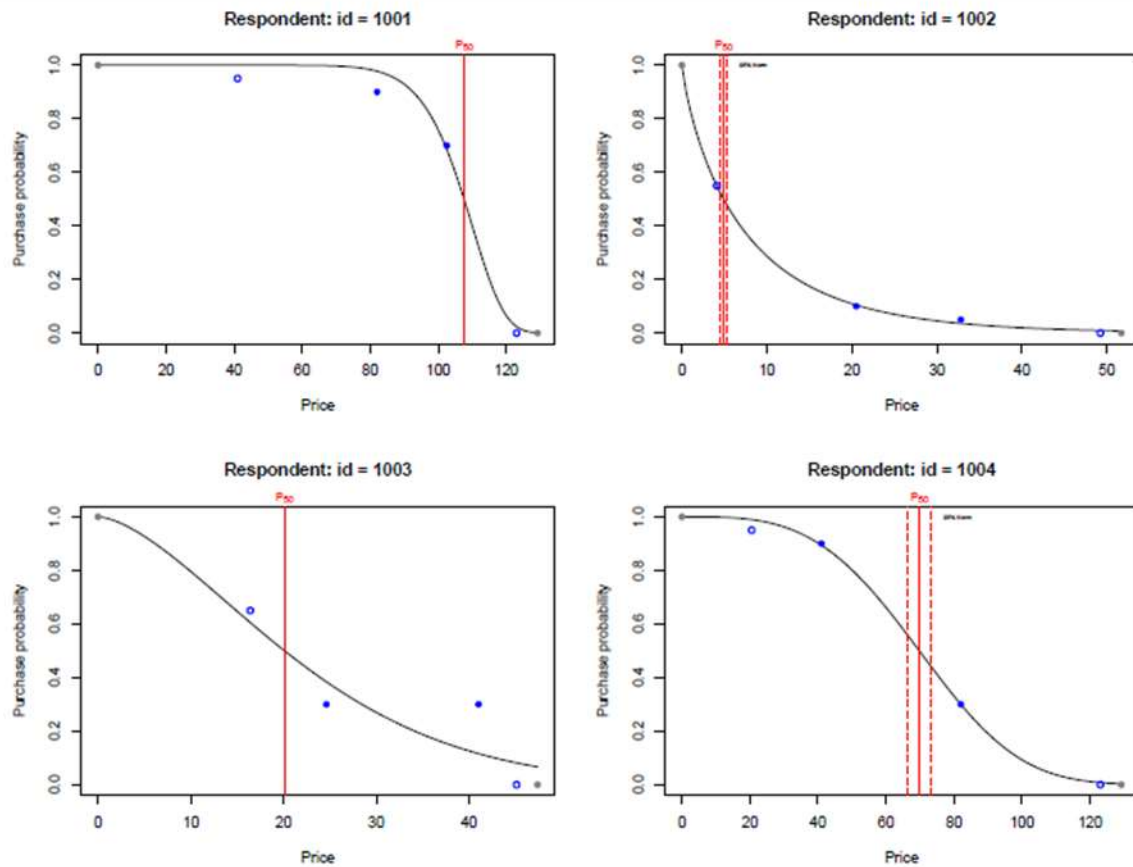 Respondent: id = 1001
P50
Purchase probability
1.0
0.8
0.6
0.4
0.2
0.0
0 20 40 60 80 100 120
Price
Respondent: id = 1002
P50
Purchase probability
1.0
0.8
0.6
0.4
0.2
0.0
0 10 20 30 40 50
Price
Respondent: id = 1003
P50
Purchase probability
1.0
0.8
0.6
0.4
0.2
0.0
0 10 20 30 40
Price
Respondent: id = 1004
P50
Purchase probability
1.0
0.8
0.6
0.4
0.2
0.0
0 20 40 60 80 100 120
Price